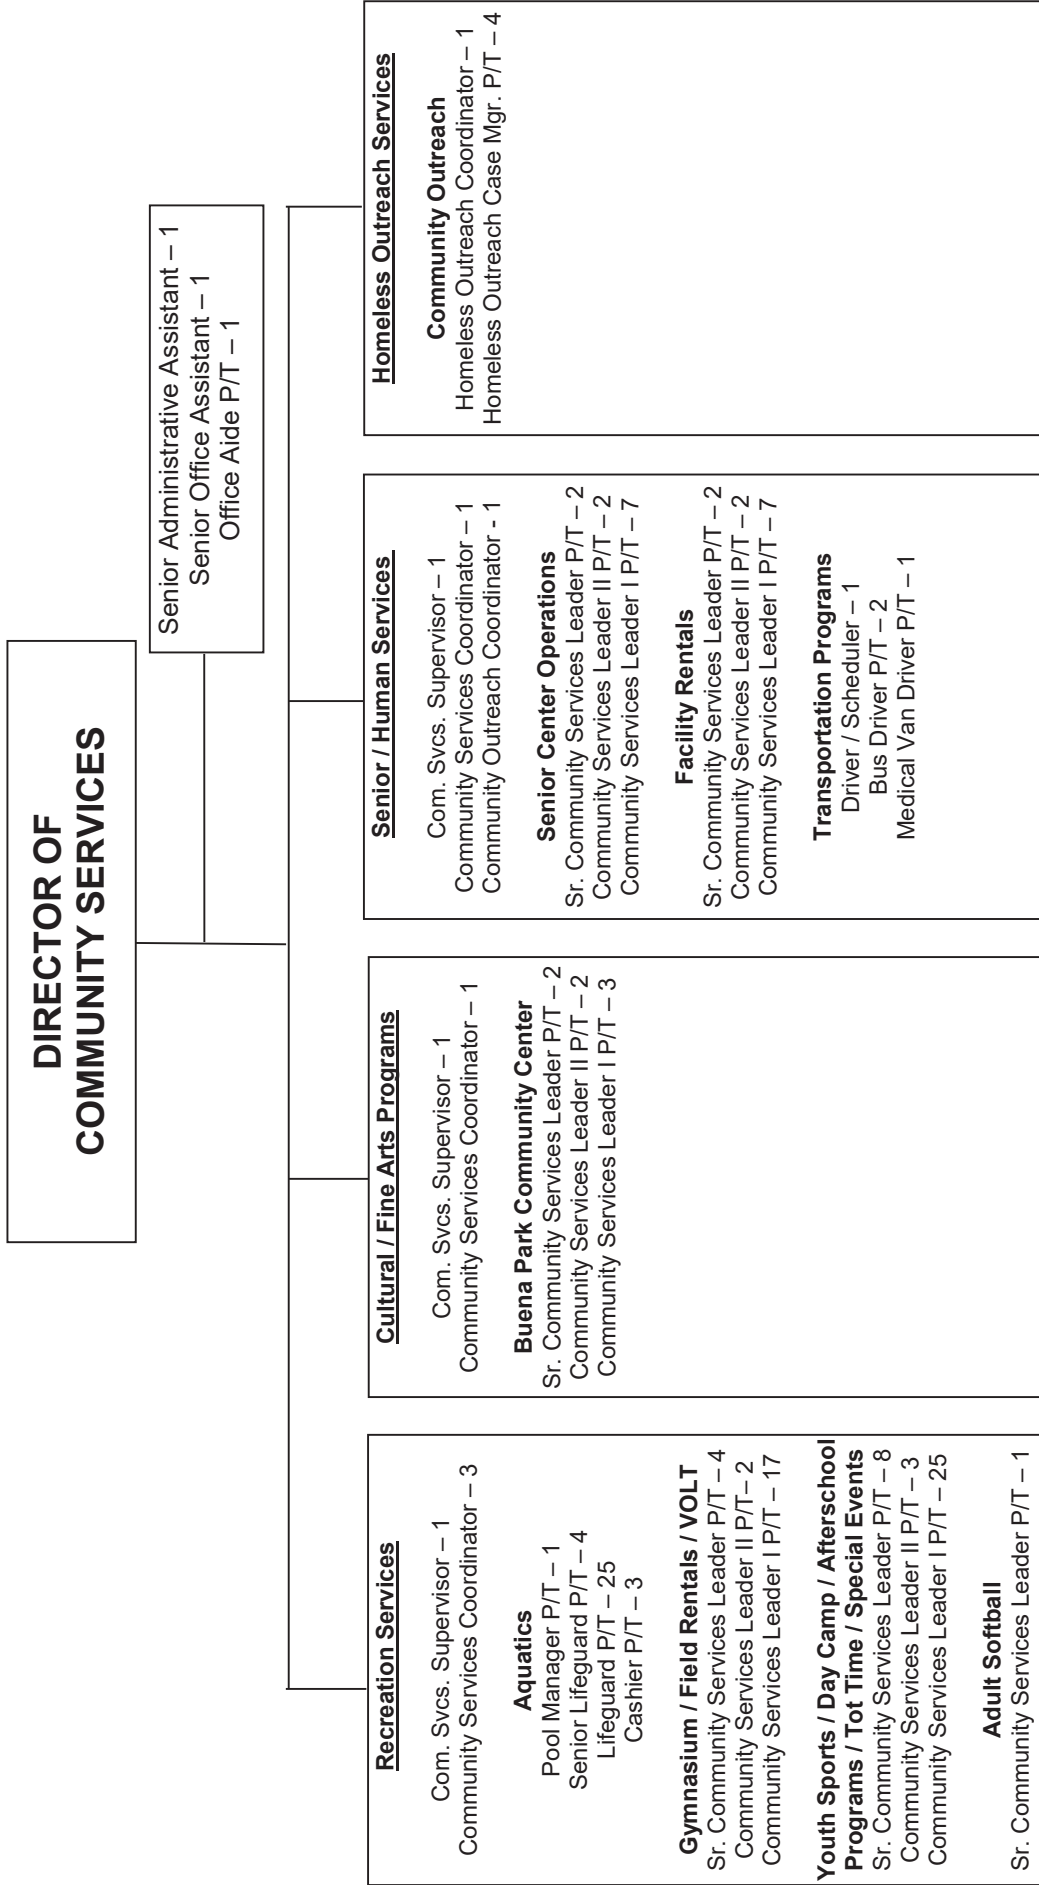 DIRECTOR OF
COMMUNITY SERVICES
Senior Administrative Assistant – 1
Senior Office Assistant – 1
Office Aide P/T – 1
Recreation Services
Com. Svcs. Supervisor – 1
Community Services Coordinator – 3
Aquatics
Pool Manager P/T – 1
Senior Lifeguard P/T – 4
Lifeguard P/T – 25
Cashier P/T – 3
Gymnasium / Field Rentals / VOLT
Sr. Community Services Leader P/T – 4
Community Services Leader II P/T– 2
Community Services Leader I P/T – 17
Youth Sports / Day Camp / Afterschool
Programs / Tot Time / Special Events
Sr. Community Services Leader P/T – 8
Community Services Leader II P/T – 3
Community Services Leader I P/T – 25
Adult Softball
Sr. Community Services Leader P/T – 1
Cultural / Fine Arts Programs
Com. Svcs. Supervisor – 1
Community Services Coordinator – 1
Buena Park Community Center
Sr. Community Services Leader P/T – 2
Community Services Leader II P/T – 2
Community Services Leader I P/T – 3
Senior / Human Services
Com. Svcs. Supervisor – 1
Community Services Coordinator – 1
Community Outreach Coordinator - 1
Senior Center Operations
Sr. Community Services Leader P/T – 2
Community Services Leader II P/T – 2
Community Services Leader I P/T – 7
Facility Rentals
Sr. Community Services Leader P/T – 2
Community Services Leader II P/T – 2
Community Services Leader I P/T – 7
Transportation Programs
Driver / Scheduler – 1
Bus Driver P/T – 2
Medical Van Driver P/T – 1
Homeless Outreach Services
Community Outreach
Homeless Outreach Coordinator – 1
Homeless Outreach Case Mgr. P/T – 4